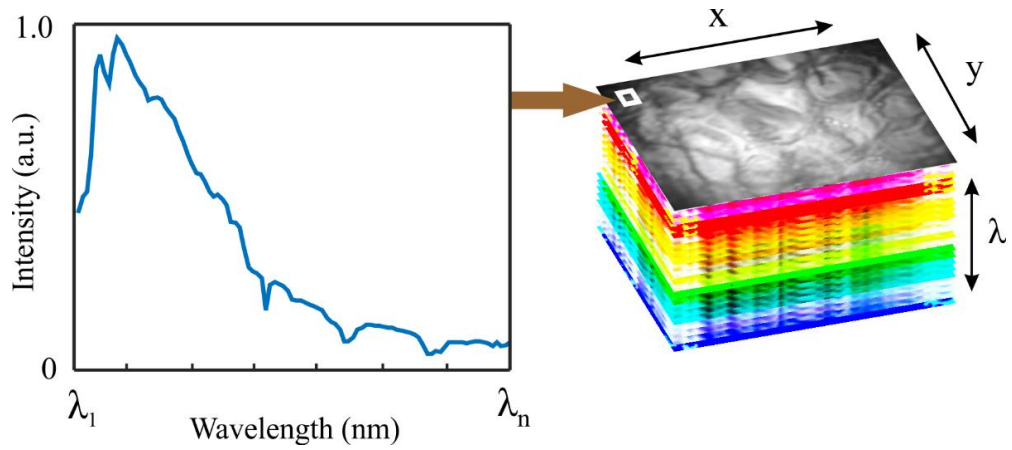 1.0
Intensity (a.u.)
0
λ₁
Wavelength (nm)
λₙ
x
y
λ